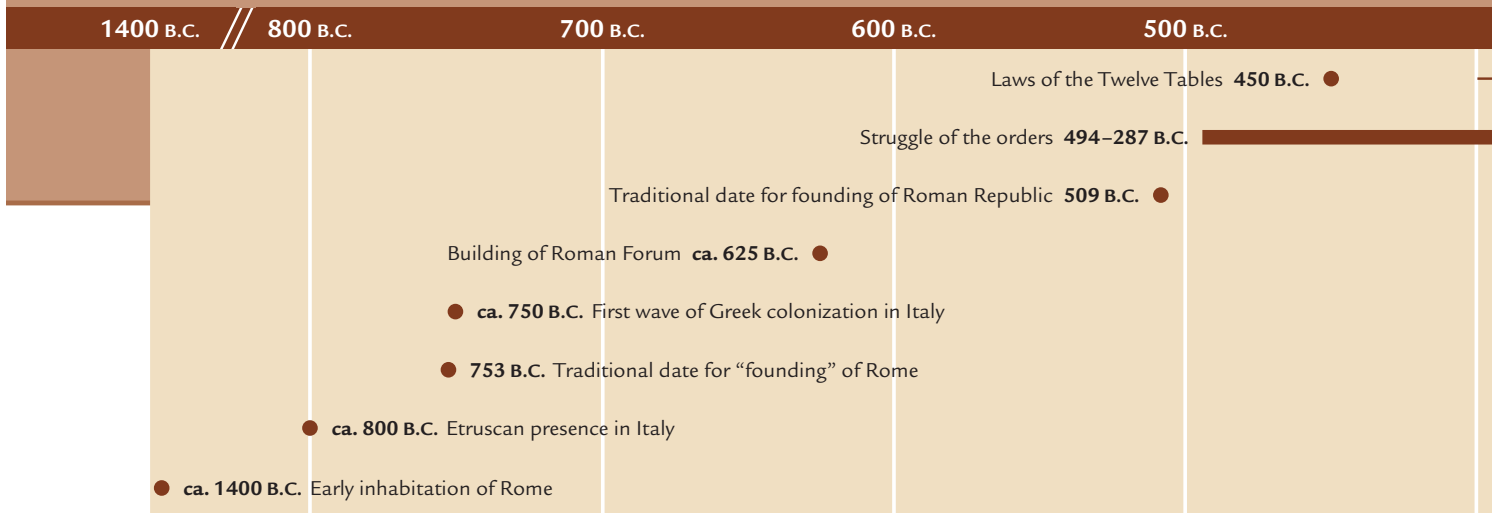 1400 B.C. 800 B.C. 700 B.C. 600 B.C. 500 B.C.
Laws of the Twelve Tables 450 B.C.
Struggle of the orders 494–287 B.C.
Traditional date for founding of Roman Republic 509 B.C.
Building of Roman Forum ca. 625 B.C.
ca. 750 B.C. First wave of Greek colonization in Italy
753 B.C. Traditional date for “founding” of Rome
ca. 800 B.C. Etruscan presence in Italy
ca. 1400 B.C. Early inhabitation of Rome